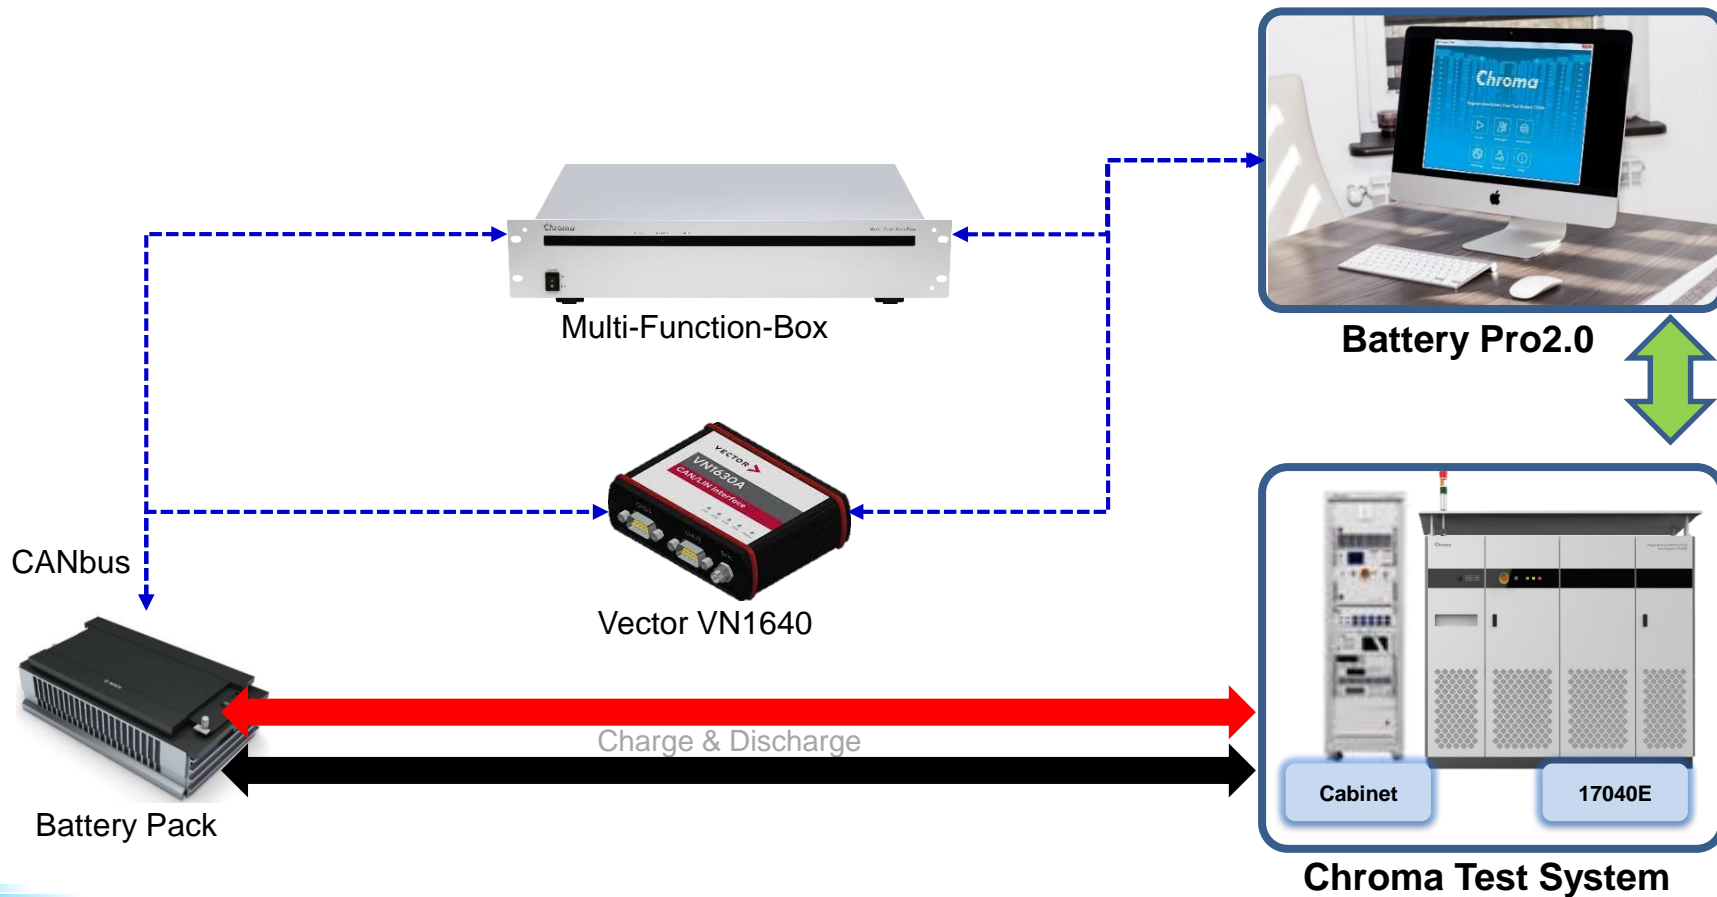 Chroma
Chroma
Multi-Function-Box
Battery Pro2.0
VECTOR
VN1630A
CAN/LIN Interface
CANbus
Vector VN1640
Charge & Discharge
Cabinet
17040E
Battery Pack
Chroma Test System